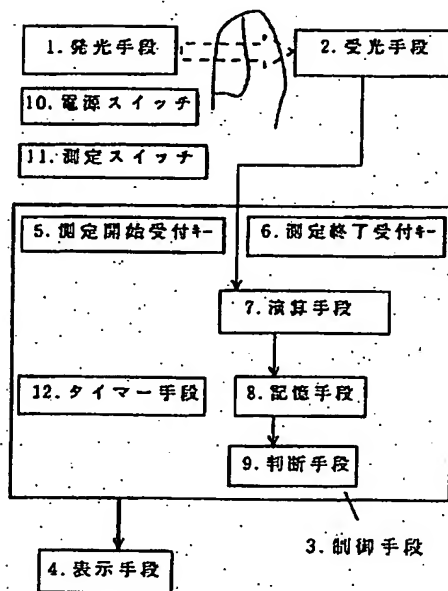 1.発光手段
2.受光手段
10.電源スイッチ
11.測定スイッチ
5.測定開始受付キー
6.測定終了受付キー
7.演算手段
12.タイマー手段
8.記憶手段
9.判断手段
3.制御手段
4.表示手段